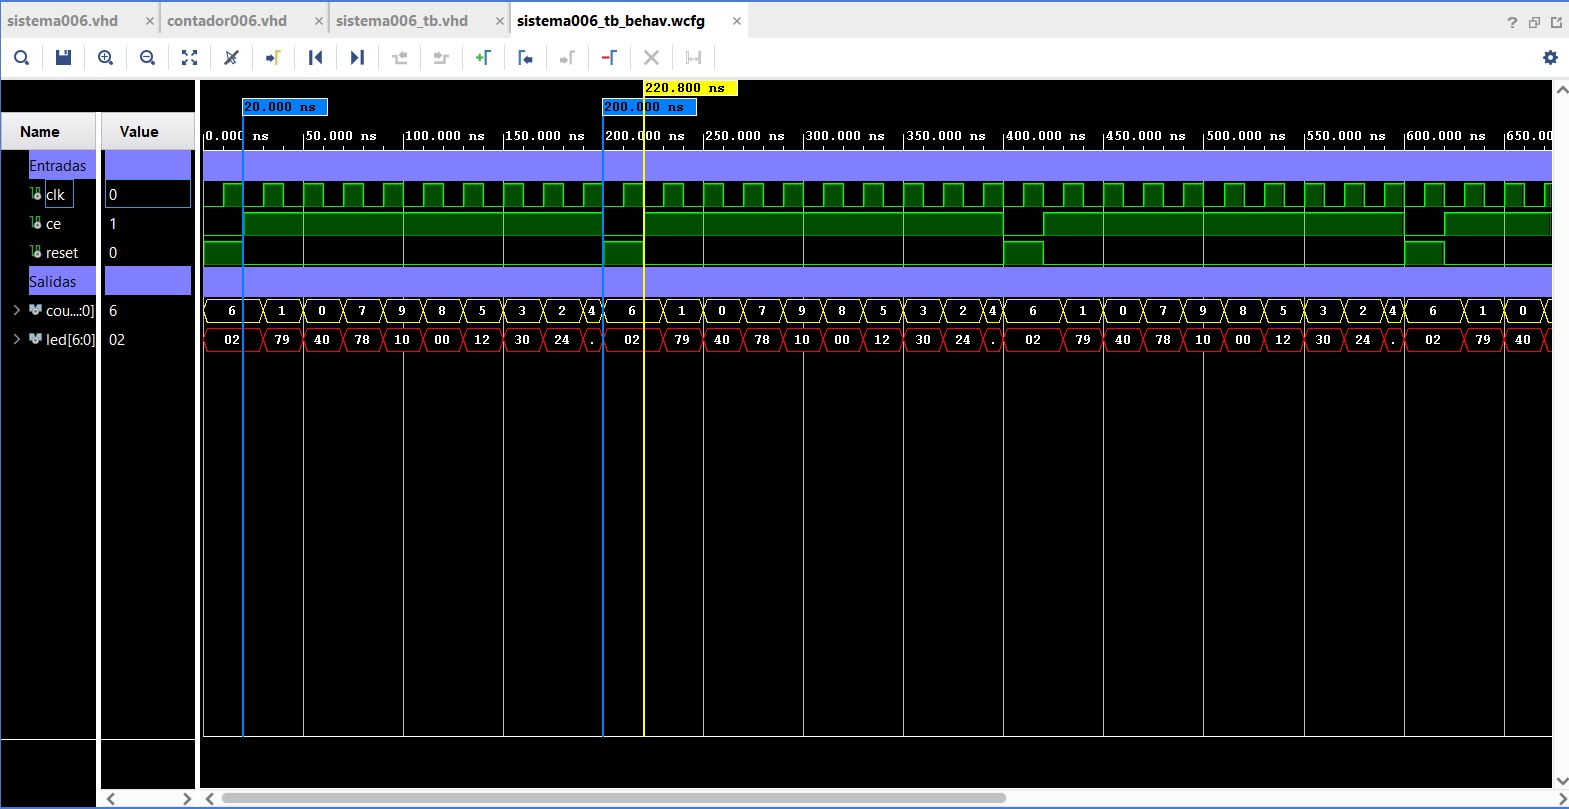 sistema006.vhd × contador006.vhd × sistema006_tb.vhd × sistema006_tb_behav.wcfg ×
220.800 ns
20.000 ns 200.000 ns
Name Value 0.000 ns 50.000 ns 100.000 ns 150.000 ns 200.000 ns 250.000 ns 300.000 ns 350.000 ns 400.000 ns 450.000 ns 500.000 ns 550.000 ns 600.000 ns 650.00
Entradas
clk 0
ce 1
reset 0
Salidas
cou...:0] 6 6 1 0 7 9 8 5 3 2 4 6 1 0 7 9 8 5 3 2 4 6 1 0 7 9 8 5 3 2 4 6 1 0
led[6:0] 02 02 79 40 78 10 00 12 30 24 . 02 79 40 78 10 00 12 30 24 . 02 79 40 78 10 00 12 30 24 . 02 79 40